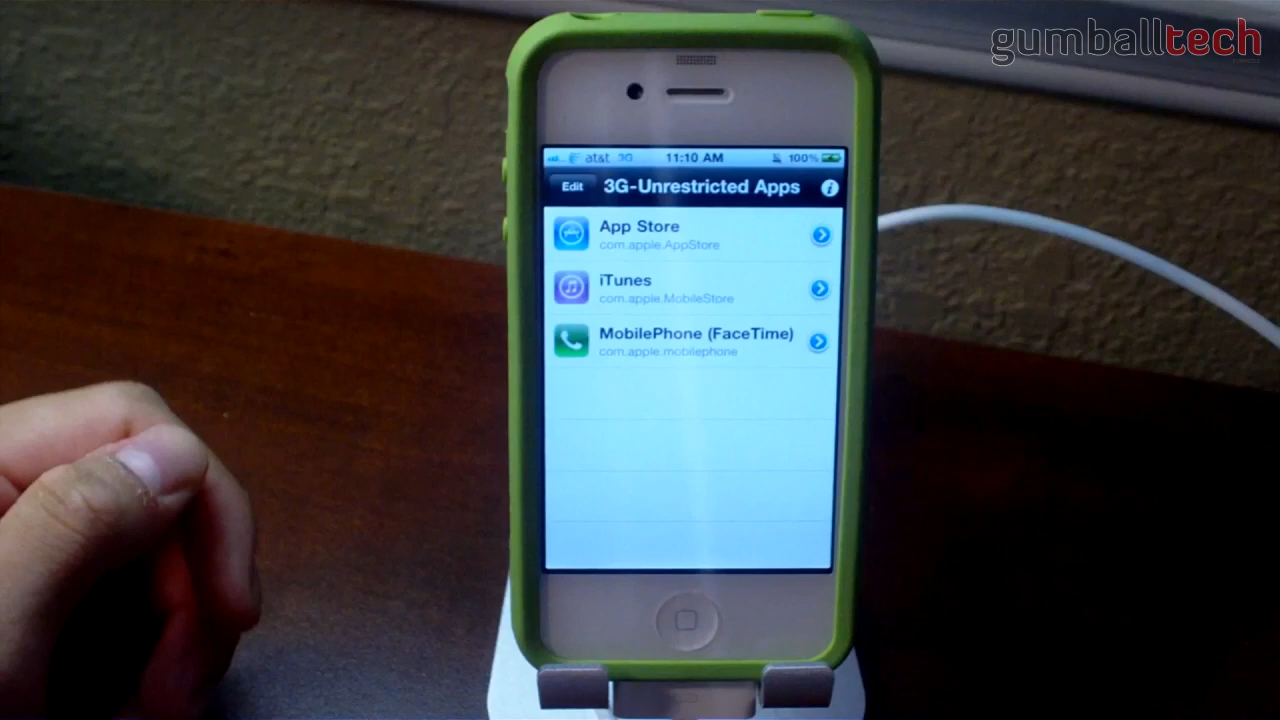 gumballtech
at&t 3G 11:10 AM 100%
Edit 3G-Unrestricted Apps i
App Store
com.apple.AppStore
iTunes
com.apple.MobileStore
MobilePhone (FaceTime)
com.apple.mobilephone